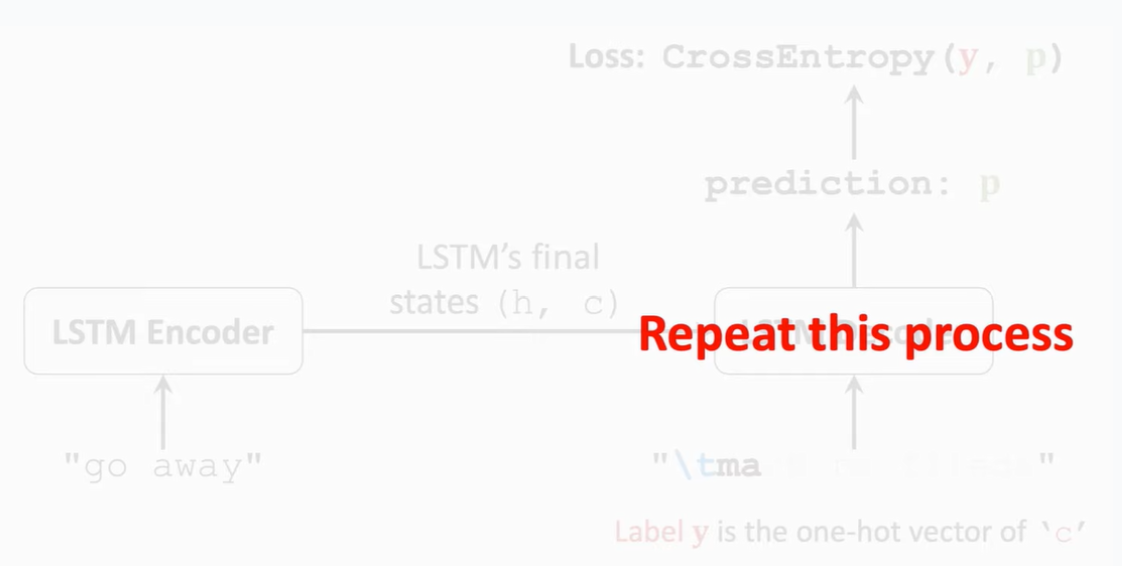 Loss: CrossEntropy(y, p)
prediction: p
LSTM's final
states (h, c)
LSTM Encoder
Repeat this process
"go away"
"\tma "
Label y is the one-hot vector of 'c'